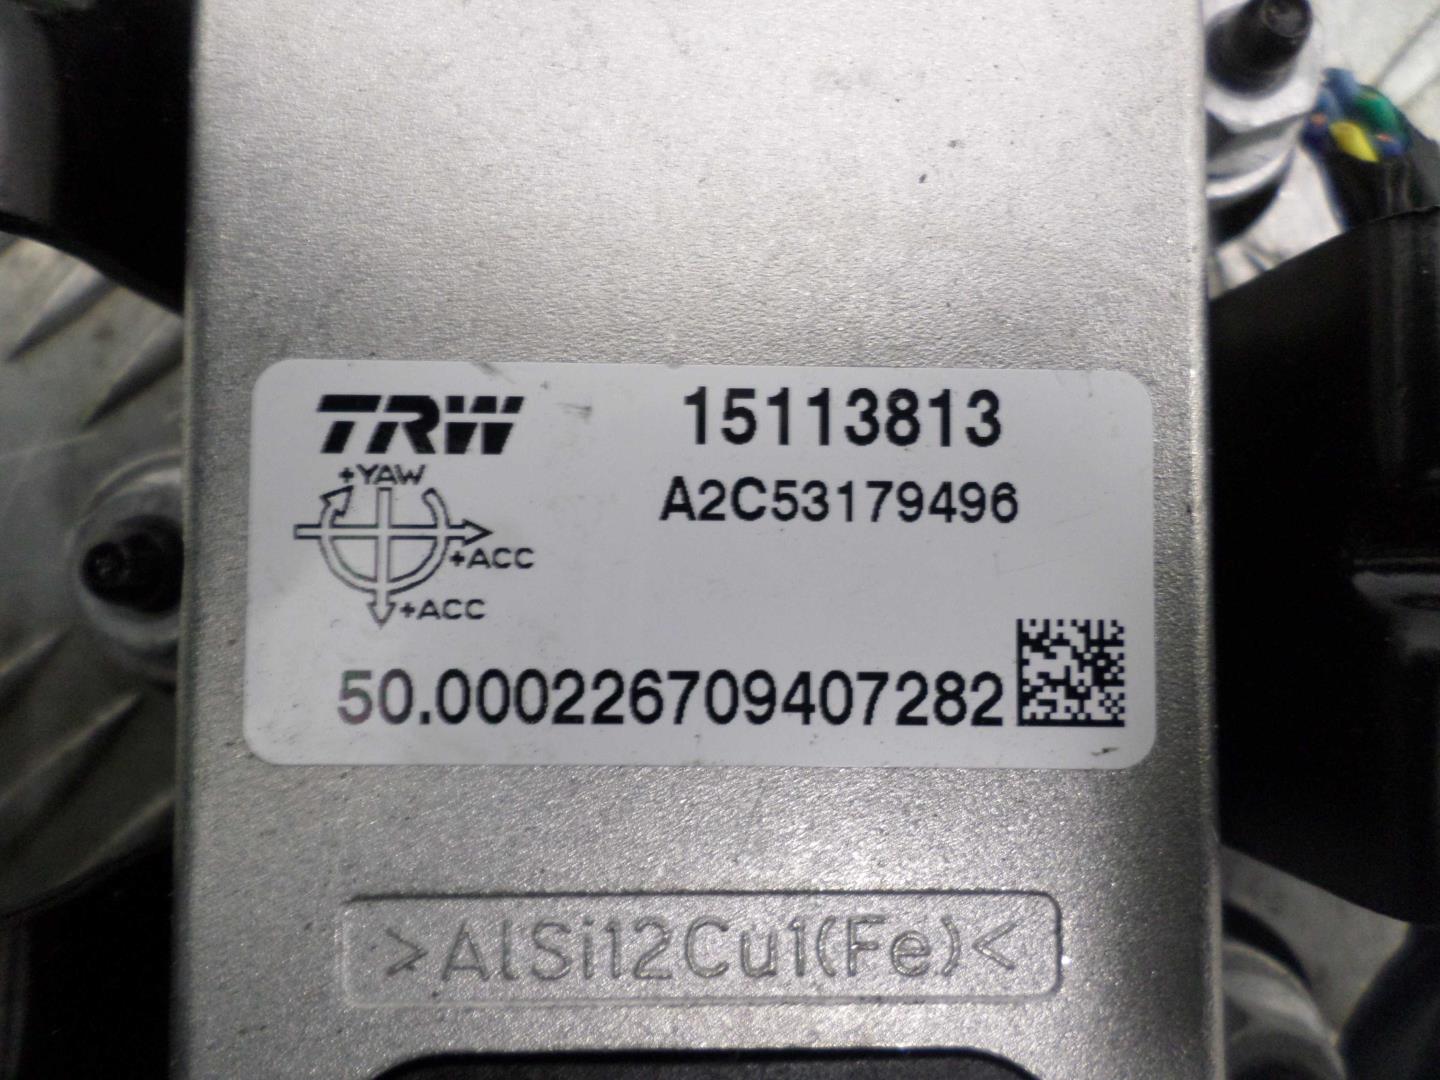 TRW 15113813
+YAW
A2C53179496
+ACC
+ACC
50.000226709407282
>AlSi12Cu1(Fe)<